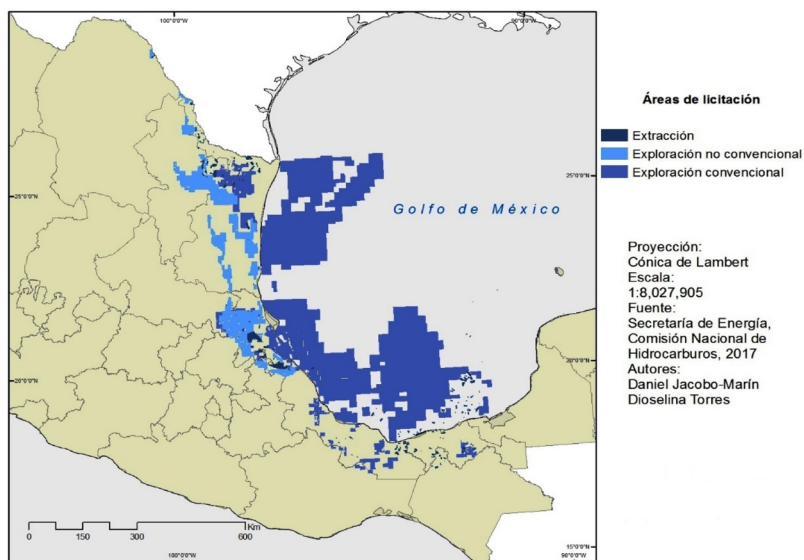 100°0'0"W
90°0'0"W
25°0'0"N
25°0'0"N
Golfo de México
20°0'0"N
20°0'0"N
15°0'0"N
100°0'0"W
90°0'0"W
0 75 150 300 450 600
Km
Áreas de licitación
Extracción
Exploración no convencional
Exploración convencional
Proyección:
Cónica de Lambert
Escala:
1:8,027,905
Fuente:
Secretaría de Energía,
Comisión Nacional de
Hidrocarburos, 2017
Autores:
Daniel Jacobo-Marín
Dioselina Torres